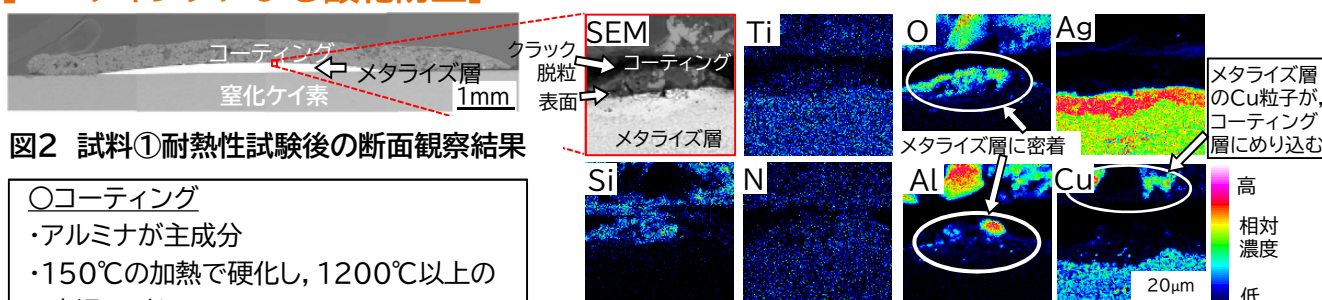 コーティング
メタライズ層
窒化ケイ素
1mm
図2 試料①耐熱性試験後の断面観察結果
○コーティング
・アルミナが主成分
・150℃の加熱で硬化し,1200℃以上の
SEM
クラック
脱粒
表面
コーティング
メタライズ層
Ti
O
Ag
メタライズ層に密着
メタライズ層
のCu粒子が,
コーティング
層にめり込む
Si
N
Al
Cu
20μm
高
相対
濃度
低